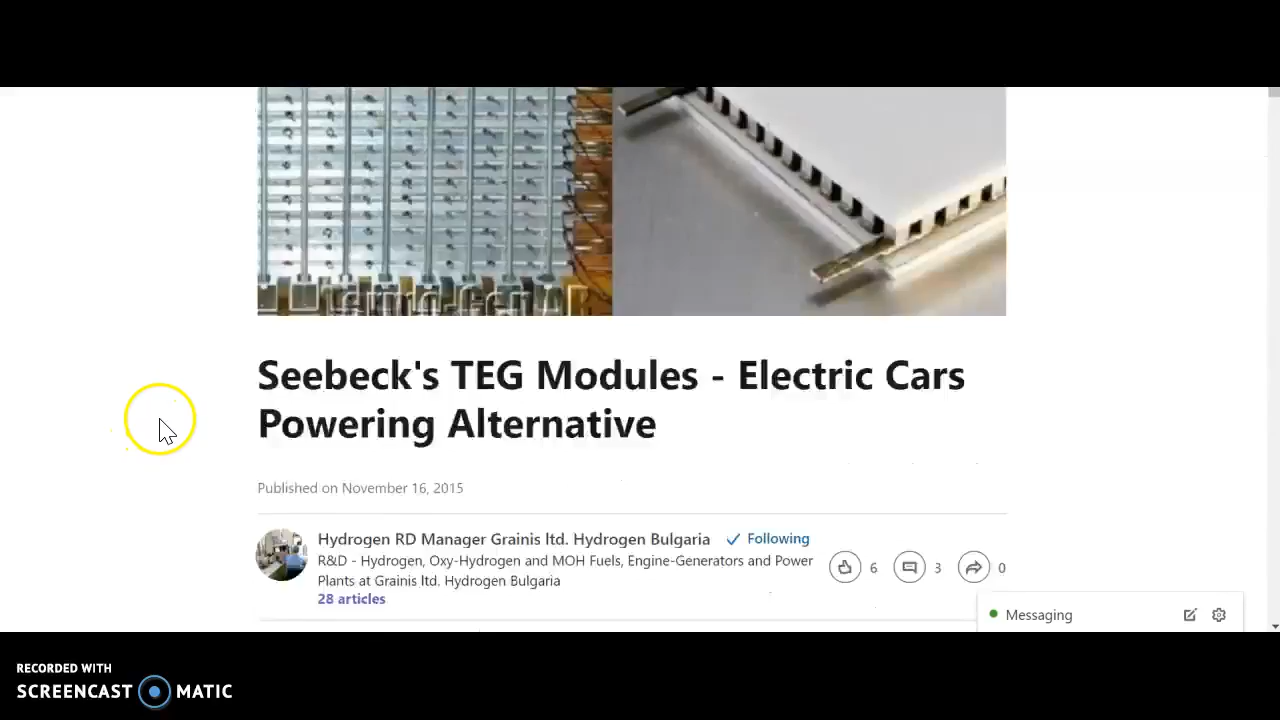 termo-gen
Seebeck's TEG Modules - Electric Cars
Powering Alternative
Published on November 16, 2015
Hydrogen RD Manager Grainis ltd. Hydrogen Bulgaria Following
R&D - Hydrogen, Oxy-Hydrogen and MOH Fuels, Engine-Generators and Power
Plants at Grainis ltd. Hydrogen Bulgaria
6 3 0
28 articles
Messaging
RECORDED WITH
SCREENCAST MATIC